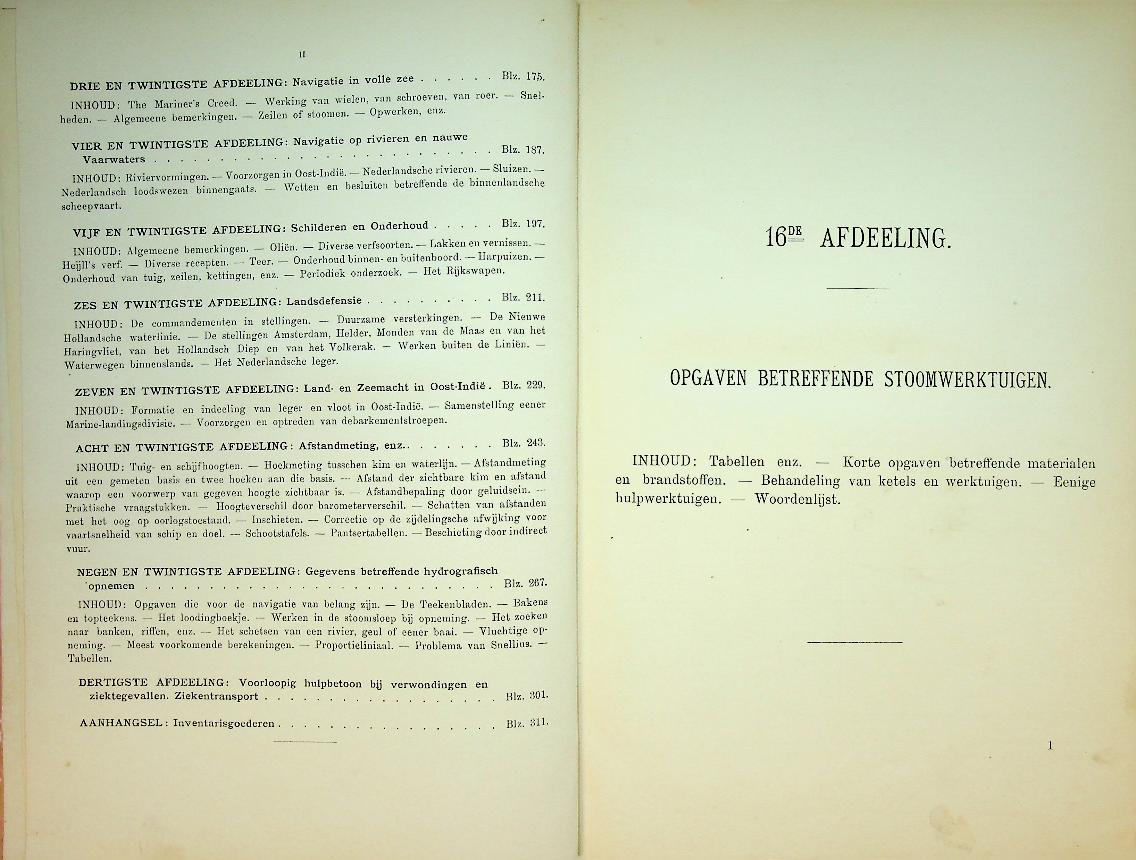 II
DRIE EN TWINTIGSTE AFDEELING: Navigatie in volle zee . . . . . . Blz. 175.
INHOUD: The Mariner's Creed. — Werking van wielen, van schroeven, van roer. — Snel-
heden. — Algemeene bemerkingen. — Zeilen of stoomen. — Opwerken, enz.
VIER EN TWINTIGSTE AFDEELING: Navigatie op rivieren en nauwe
Vaarwaters . . . . . . . . . . . . . . . . . . . . . . . . . . Blz. 187.
INHOUD: Riviervormingen. — Voorzorgen in Oost-Indië. — Nederlandsche rivieren. — Sluizen. —
Nederlandsch loodswezen binnengaats. — Wetten en besluiten betreffende de binnenlandsche
scheepvaart.
VIJF EN TWINTIGSTE AFDEELING: Schilderen en Onderhoud . . . . . Blz. 197.
INHOUD: Algemeene bemerkingen. — Oliën. — Diverse verfsoorten. — Lakken en vernissen. —
Heijll's verf. — Diverse recepten. — Teer. — Onderhoud binnen- en buitenboord. — Harpuizen. —
Onderhoud van tuig, zeilen, kettingen, enz. — Periodiek onderzoek. — Het Rijkswapen.
ZES EN TWINTIGSTE AFDEELING: Landsdefensie . . . . . . . . . . Blz. 211.
INHOUD: De commandementen in stellingen. — Duurzame versterkingen. — De Nieuwe
Hollandsche waterlinie. — De stellingen Amsterdam, Helder, Monden van de Maas en van het
Haringvliet, van het Hollandsch Diep en van het Volkerak. — Werken buiten de Liniën. —
Waterwegen binnenslands. — Het Nederlandsche leger.
ZEVEN EN TWINTIGSTE AFDEELING: Land- en Zeemacht in Oost-Indië . Blz. 229.
INHOUD: Formatie en indeeling van leger en vloot in Oost-Indië. — Samenstelling eener
Marine-landingsdivisie. — Voorzorgen en optreden van debarkementstroepen.
ACHT EN TWINTIGSTE AFDEELING: Afstandmeting, enz. . . . . . . . Blz. 243.
INHOUD: Tuig- en schijfhoogten. — Hoekmeting tusschen kim en waterlijn. — Afstandmeting
uit een gemeten basis en twee hoeken aan die basis. — Afstand der zichtbare kim en afstand
waarop een voorwerp van gegeven hoogte zichtbaar is. — Afstandbepaling door geluidsein. —
Praktische vraagstukken. — Hoogteverschil door barometerverschil. — Schatten van afstanden
met het oog op oorlogstoestand. — Inschieten. — Correctie op de zijdelingsche afwijking voor
vaartsnelheid van schip en doel. — Schootstafels. — Pantsertabellen. — Beschieting door indirect
vuur.
NEGEN EN TWINTIGSTE AFDEELING: Gegevens betreffende hydrografisch
opnemen . . . . . . . . . . . . . . . . . . . . . . . . . . . Blz. 267.
INHOUD: Opgaven die voor de navigatie van belang zijn. — De Teekenbladen. — Bakens
en topteekens. — Het loodingboekje. — Werken in de stoomsloep bij opneming. — Het zoeken
naar banken, riffen, enz. — Het schetsen van een rivier, geul of eener baai. — Vluchtige op-
neming. — Meest voorkomende berekeningen. — Proportieliniaal. — Problema van Snellius. —
Tabellen.
DERTIGSTE AFDEELING: Voorloopig hulpbetoon bij verwondingen en
ziektegevallen. Ziekentransport . . . . . . . . . . . . . . . . . . Blz. 301.
AANHANGSEL: Inventarisgoederen . . . . . . . . . . . . . . . . . Blz. 311.
16DE AFDEELING.
OPGAVEN BETREFFENDE STOOMWERKTUIGEN.
INHOUD: Tabellen enz. — Korte opgaven betreffende materialen
en brandstoffen. — Behandeling van ketels en werktuigen. — Eenige
hulpwerktuigen. — Woordenlijst.
1